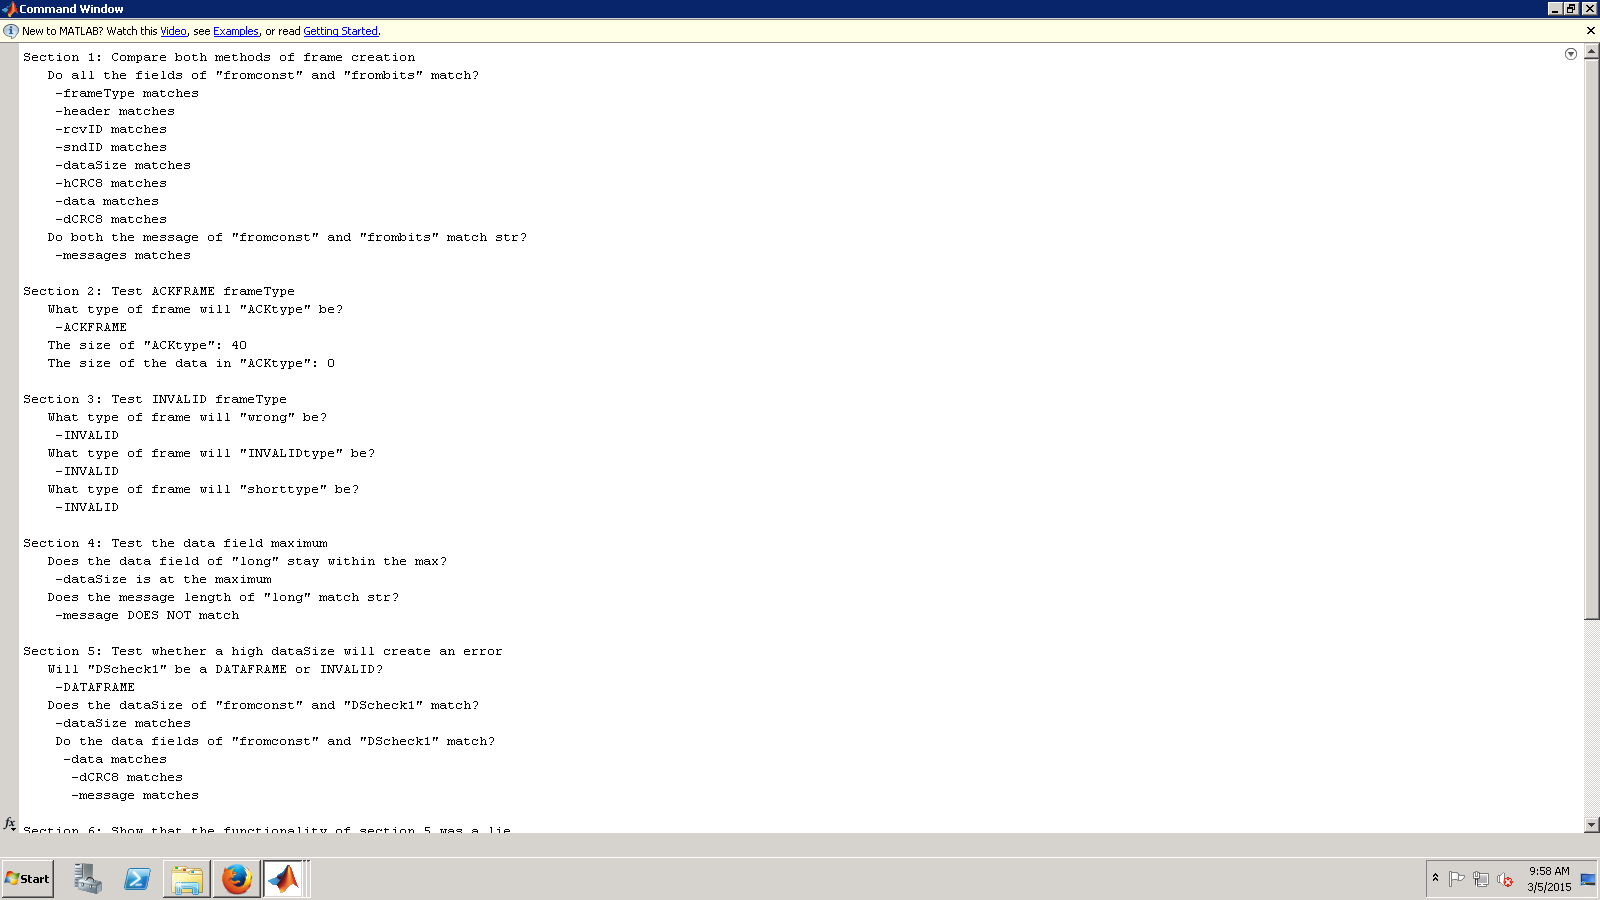 Command Window
New to MATLAB? Watch this Video, see Examples, or read Getting Started.
Section 1: Compare both methods of frame creation
Do all the fields of "fromconst" and "frombits" match?
-frameType matches
-header matches
-rcvID matches
-sndID matches
-dataSize matches
-hCRC8 matches
-data matches
-dCRC8 matches
Do both the message of "fromconst" and "frombits" match str?
-messages matches
Section 2: Test ACKFRAME frameType
What type of frame will "ACKtype" be?
-ACKFRAME
The size of "ACKtype": 40
The size of the data in "ACKtype": 0
Section 3: Test INVALID frameType
What type of frame will "wrong" be?
-INVALID
What type of frame will "INVALIDtype" be?
-INVALID
What type of frame will "shorttype" be?
-INVALID
Section 4: Test the data field maximum
Does the data field of "long" stay within the max?
-dataSize is at the maximum
Does the message length of "long" match str?
-message DOES NOT match
Section 5: Test whether a high dataSize will create an error
Will "DScheck1" be a DATAFRAME or INVALID?
-DATAFRAME
Does the dataSize of "fromconst" and "DScheck1" match?
-dataSize matches
Do the data fields of "fromconst" and "DScheck1" match?
-data matches
-dCRC8 matches
-message matches
Section 6: Show that the functionality of section 5 was a lie
fx
Start
9:58 AM
3/5/2015